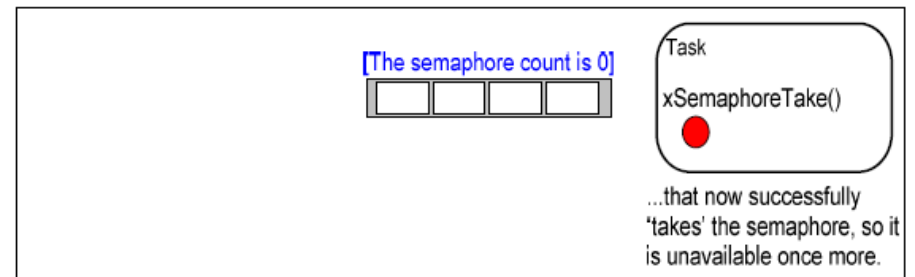 [The semaphore count is 0]
Task
xSemaphoreTake()
...that now successfully
‘takes’ the semaphore, so it
is unavailable once more.